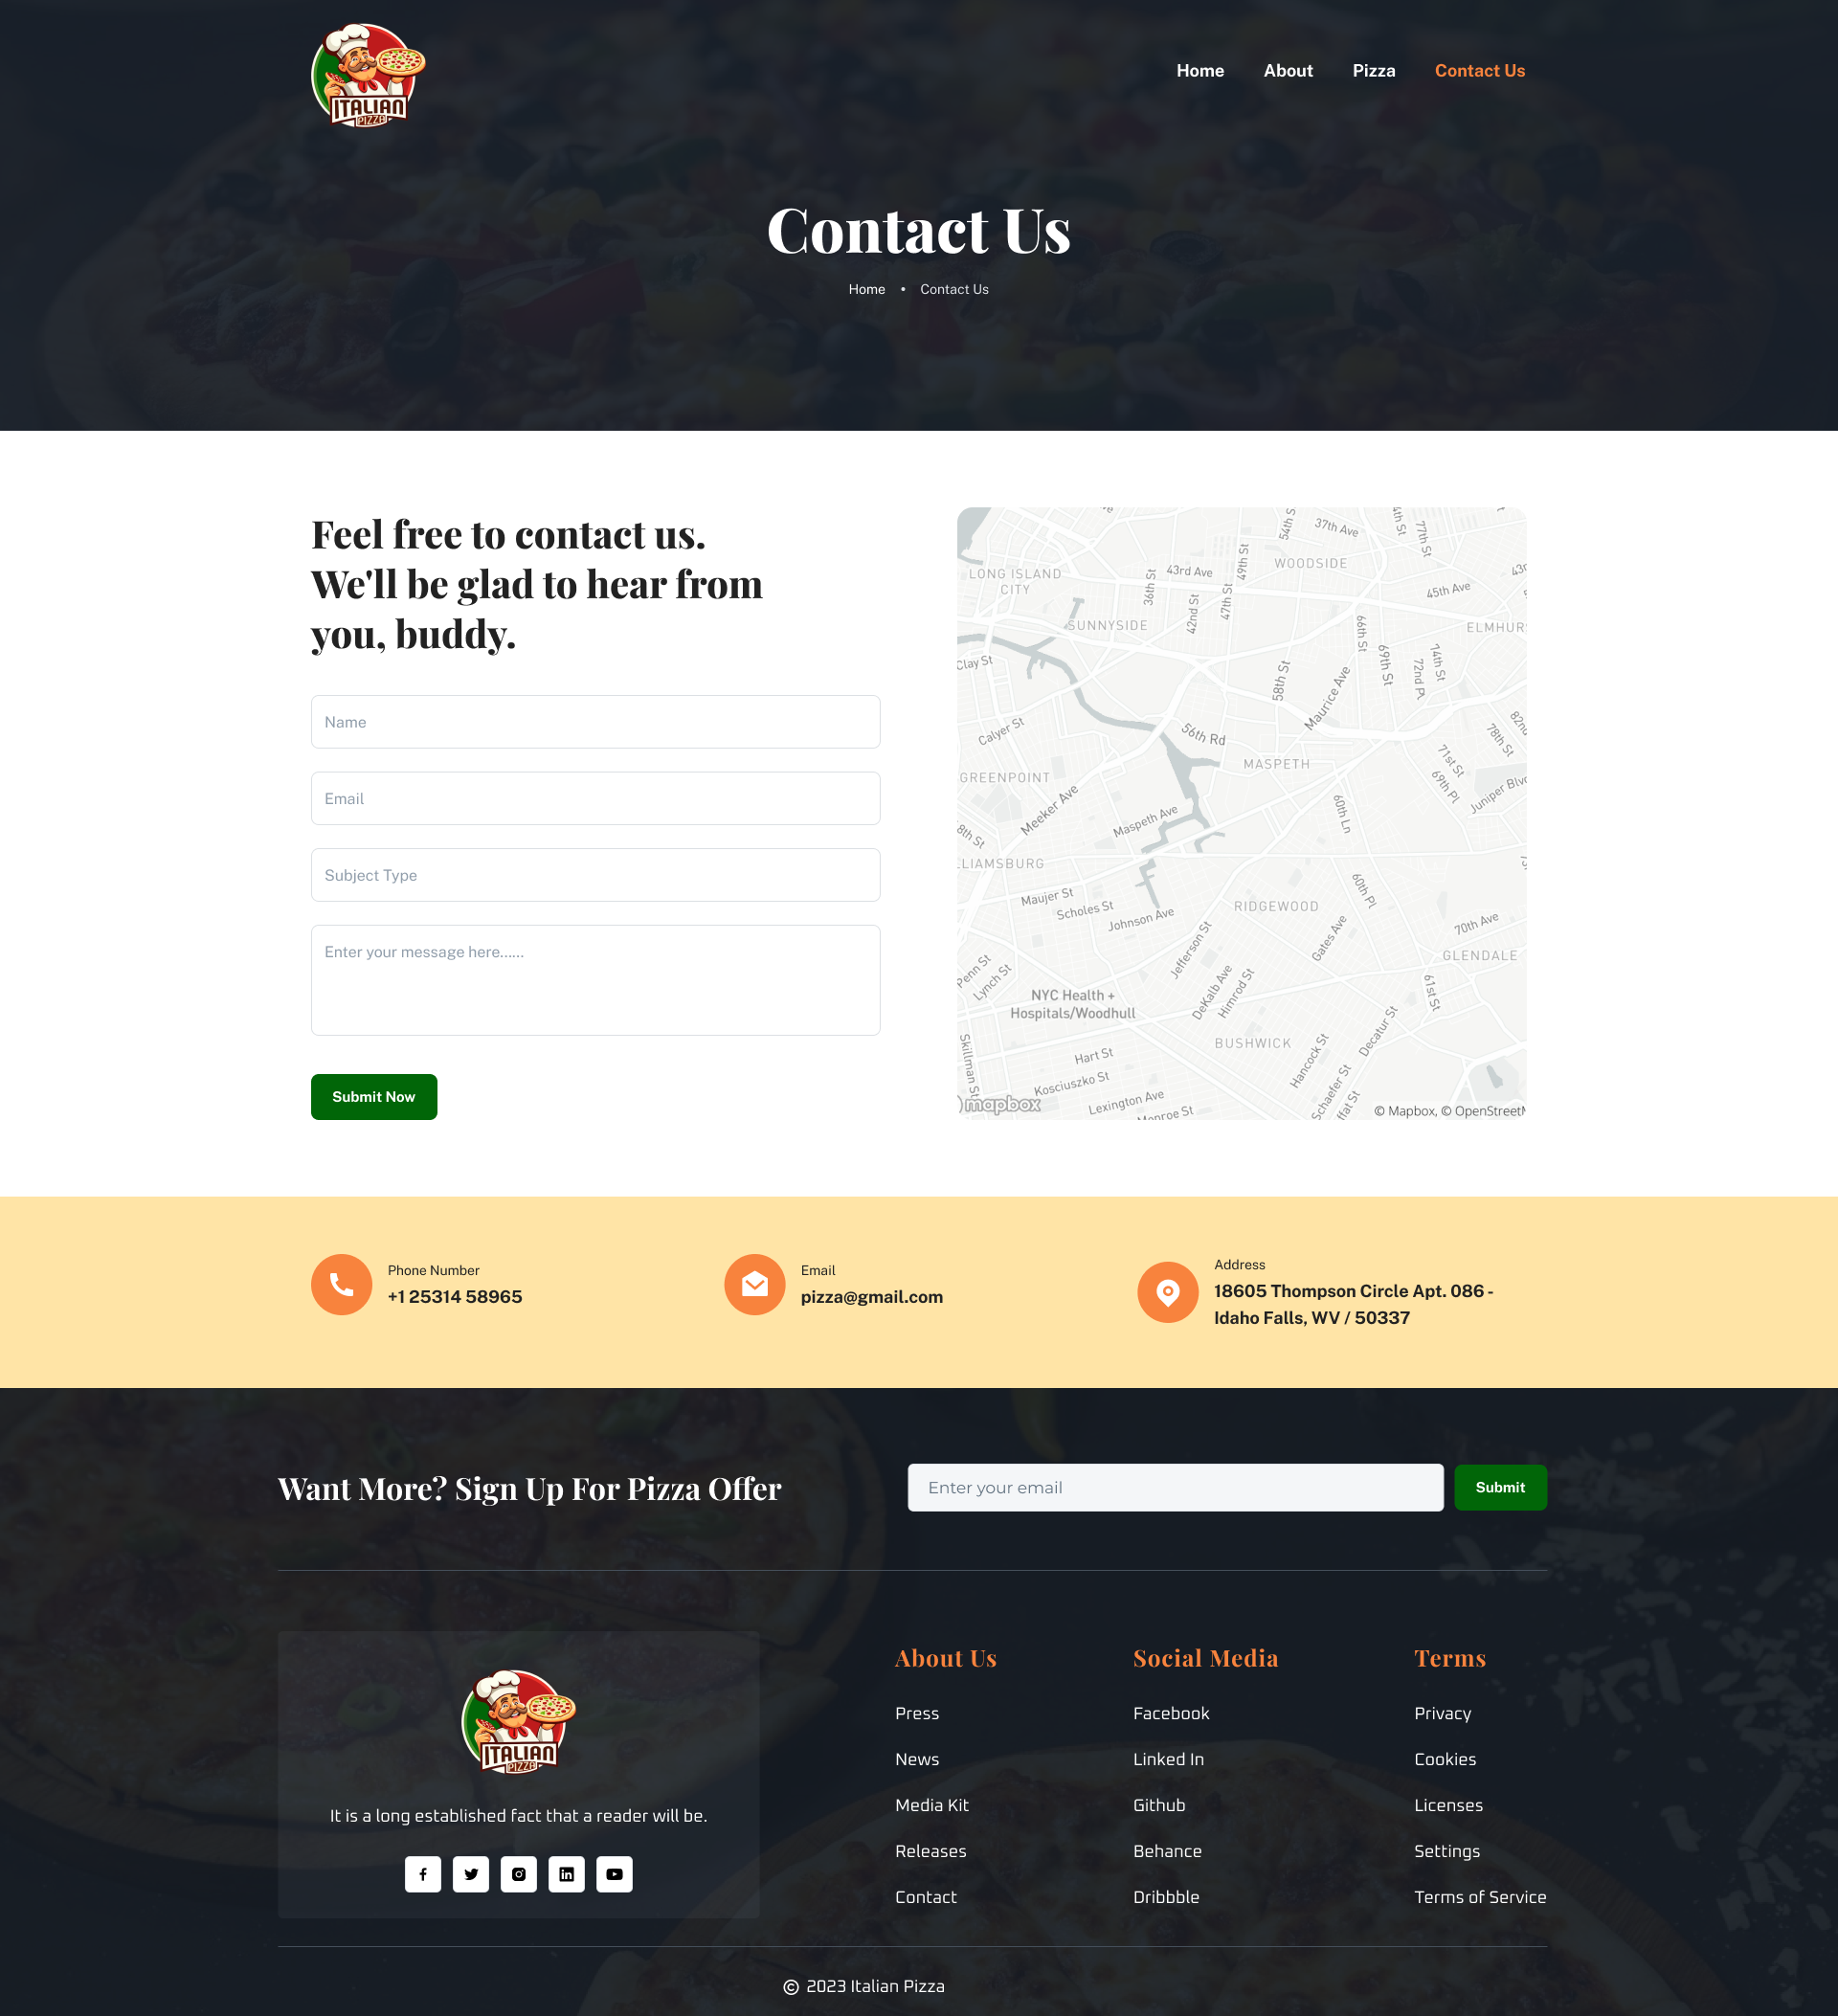 ITALIAN
PIZZA
Home
About
Pizza
Contact Us
Contact Us
Home • Contact Us
Feel free to contact us.
We'll be glad to hear from
you, buddy.
Name
Email
Subject Type
Enter your message here......
Submit Now
54th S
37th Ave
77th St
49th St
WOODSIDE
LONG ISLAND
CITY
43rd Ave
36th St
42nd St
47th St
45th Ave
SUNNYSIDE
66th St
ELMHURS
69th St
74th St
72nd Pl
Clay St
58th St
Maurice Ave
Calyer St
56th Rd
78th St
71st St
69th Pl
MASPETH
GREENPOINT
Juniper Blvd
Meeker Ave
Maspeth Ave
60th Ln
8th St
LLIAMSBURG
60th Pl
Maujer St
Scholes St
Johnson Ave
RIDGEWOOD
70th Ave
Jefferson St
Gates Ave
GLENDALE
Penn St
Lynch St
61st St
NYC Health +
Hospitals/Woodhull
DeKalb Ave
Himrod St
BUSHWICK
Decatur St
Hancock St
Skillman St
Hart St
Kosciuszko St
Schaefer St
Lexington Ave
Monroe St
ffat St
mapbox
© Mapbox, © OpenStreetM
Phone Number
+1 25314 58965
Email
pizza@gmail.com
Address
18605 Thompson Circle Apt. 086 -
Idaho Falls, WV / 50337
Want More? Sign Up For Pizza Offer
Enter your email
Submit
ITALIAN
PIZZA
It is a long established fact that a reader will be.
About Us
Press
News
Media Kit
Releases
Contact
Social Media
Facebook
Linked In
Github
Behance
Dribbble
Terms
Privacy
Cookies
Licenses
Settings
Terms of Service
© 2023 Italian Pizza